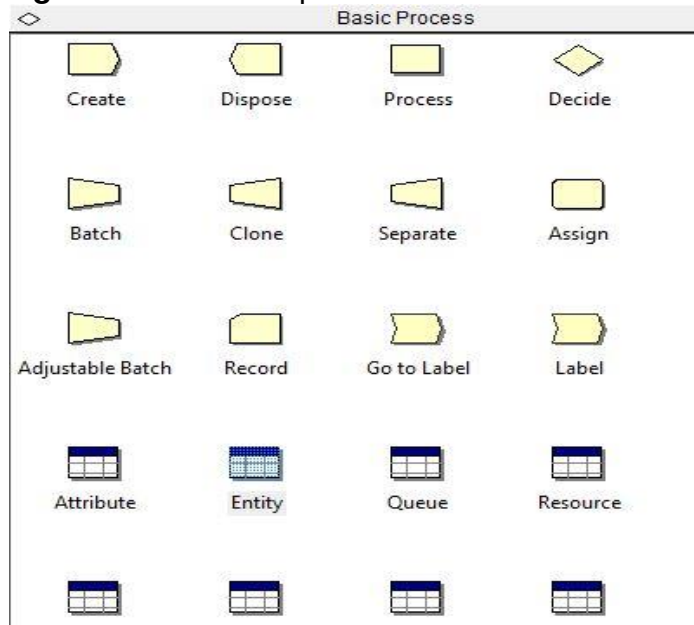 Basic Process
Create Dispose Process Decide
Batch Clone Separate Assign
Adjustable Batch Record Go to Label Label
Attribute Entity Queue Resource